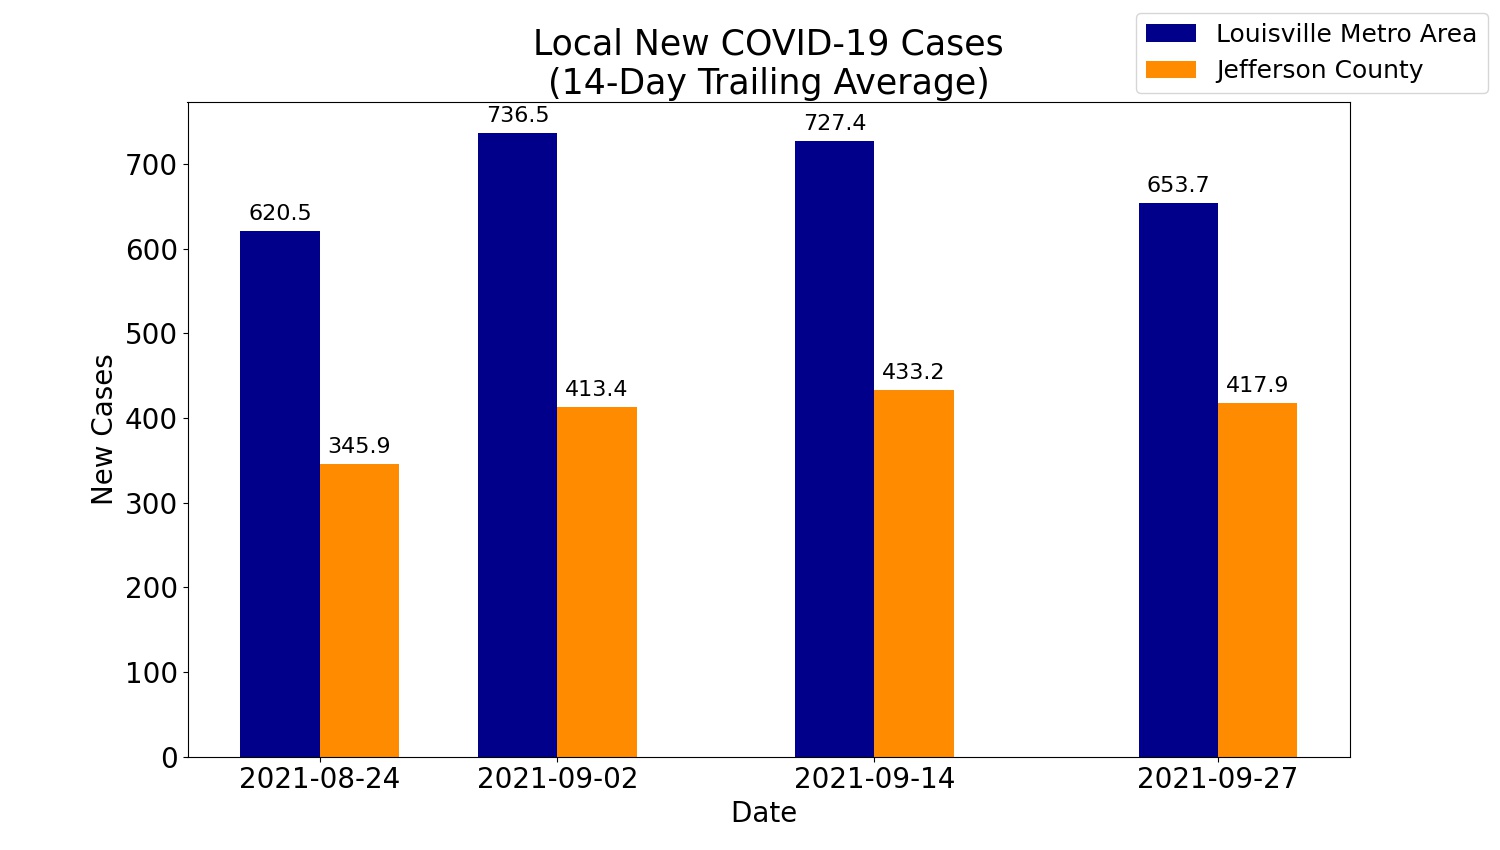 Local New COVID-19 Cases
(14-Day Trailing Average)
Louisville Metro Area
Jefferson County
New Cases
700
600
500
400
300
200
100
0
620.5
345.9
736.5
413.4
727.4
433.2
653.7
417.9
2021-08-24 2021-09-02 2021-09-14 2021-09-27
Date